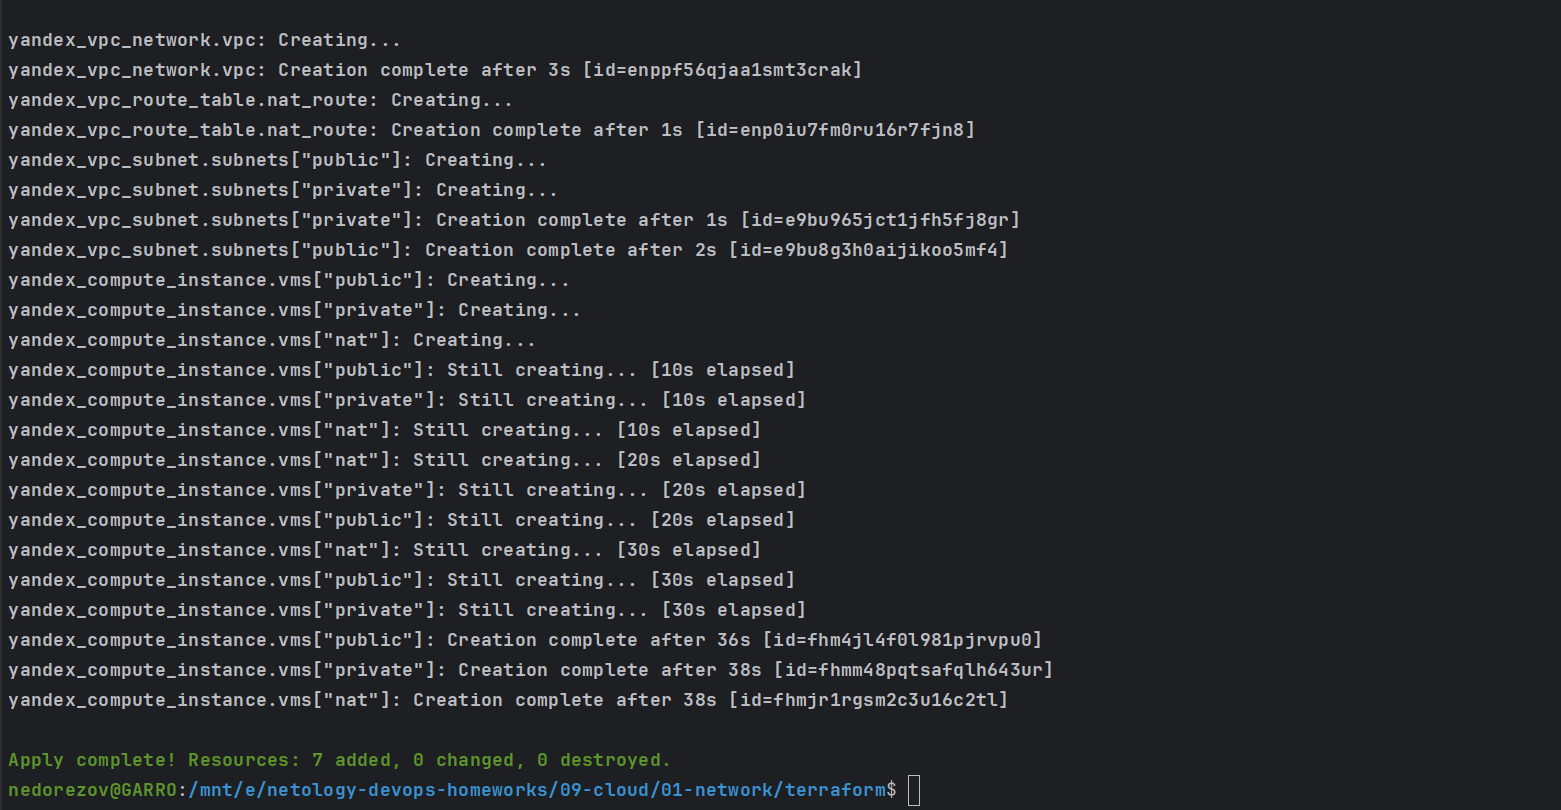 yandex_vpc_network.vpc: Creating...
yandex_vpc_network.vpc: Creation complete after 3s [id=enppf56qjaa1smt3crak]
yandex_vpc_route_table.nat_route: Creating...
yandex_vpc_route_table.nat_route: Creation complete after 1s [id=enp0iu7fm0ru16r7fjn8]
yandex_vpc_subnet.subnets["public"]: Creating...
yandex_vpc_subnet.subnets["private"]: Creating...
yandex_vpc_subnet.subnets["private"]: Creation complete after 1s [id=e9bu965jct1jfh5fj8gr]
yandex_vpc_subnet.subnets["public"]: Creation complete after 2s [id=e9bu8g3h0aijikoo5mf4]
yandex_compute_instance.vms["public"]: Creating...
yandex_compute_instance.vms["private"]: Creating...
yandex_compute_instance.vms["nat"]: Creating...
yandex_compute_instance.vms["public"]: Still creating... [10s elapsed]
yandex_compute_instance.vms["private"]: Still creating... [10s elapsed]
yandex_compute_instance.vms["nat"]: Still creating... [10s elapsed]
yandex_compute_instance.vms["nat"]: Still creating... [20s elapsed]
yandex_compute_instance.vms["private"]: Still creating... [20s elapsed]
yandex_compute_instance.vms["public"]: Still creating... [20s elapsed]
yandex_compute_instance.vms["nat"]: Still creating... [30s elapsed]
yandex_compute_instance.vms["public"]: Still creating... [30s elapsed]
yandex_compute_instance.vms["private"]: Still creating... [30s elapsed]
yandex_compute_instance.vms["public"]: Creation complete after 36s [id=fhm4jl4f0l981pjrvpu0]
yandex_compute_instance.vms["private"]: Creation complete after 38s [id=fhmm48pqtsafqlh643ur]
yandex_compute_instance.vms["nat"]: Creation complete after 38s [id=fhmjr1rgsm2c3u16c2tl]
Apply complete! Resources: 7 added, 0 changed, 0 destroyed.
nedorezov@GARRO:/mnt/e/netology-devops-homeworks/09-cloud/01-network/terraform$